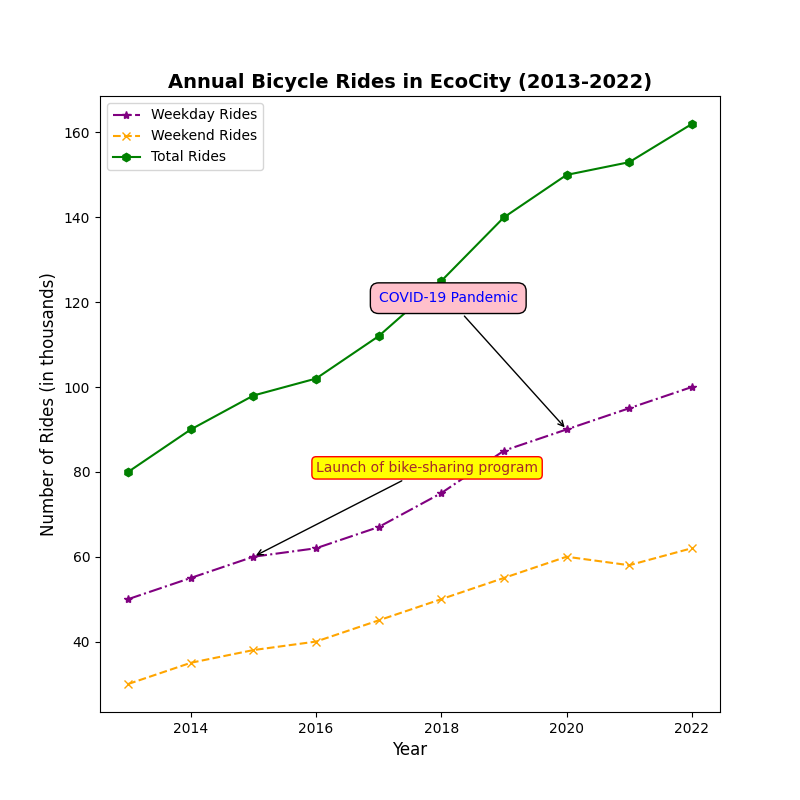 Annual Bicycle Rides in EcoCity (2013-2022)
Weekday Rides
Weekend Rides
Total Rides
160
140
120
100
80
60
40
Number of Rides (in thousands)
COVID-19 Pandemic
Launch of bike-sharing program
2014
2016
2018
2020
2022
Year